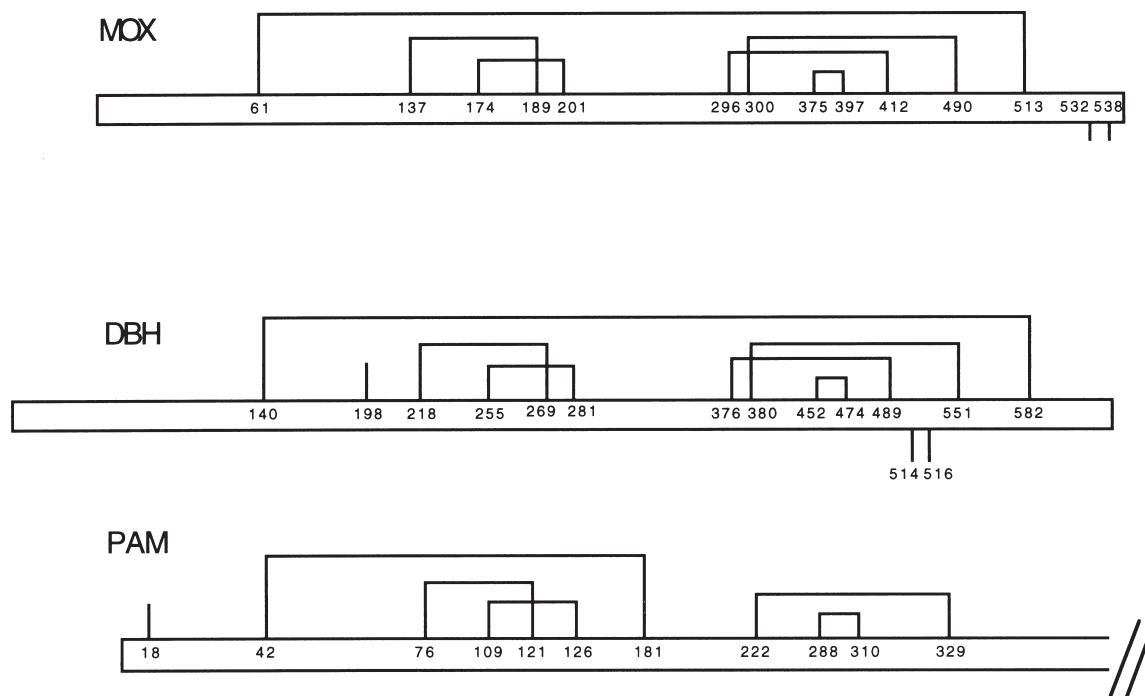 MOX
61 137 174 189 201 296 300 375 397 412 490 513 532 538
DBH
140 198 218 255 269 281 376 380 452 474 489 551 582
514 516
PAM
18 42 76 109 121 126 181 222 288 310 329